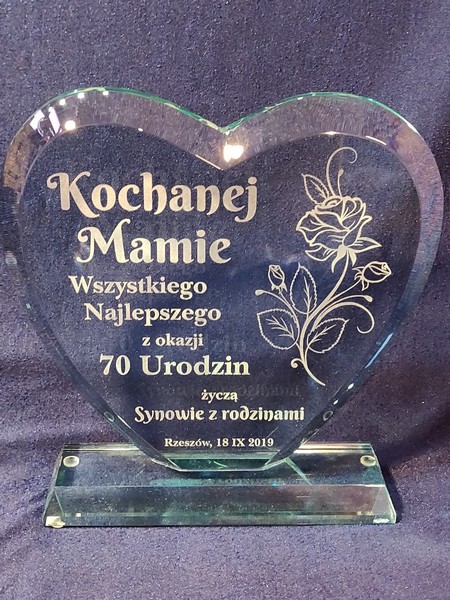 Kochanej
Mamie
Wszystkiego
Najlepszego
z okazji
70 Urodzin
życzą
Synowie z rodzinami
Rzeszów, 18 IX 2019